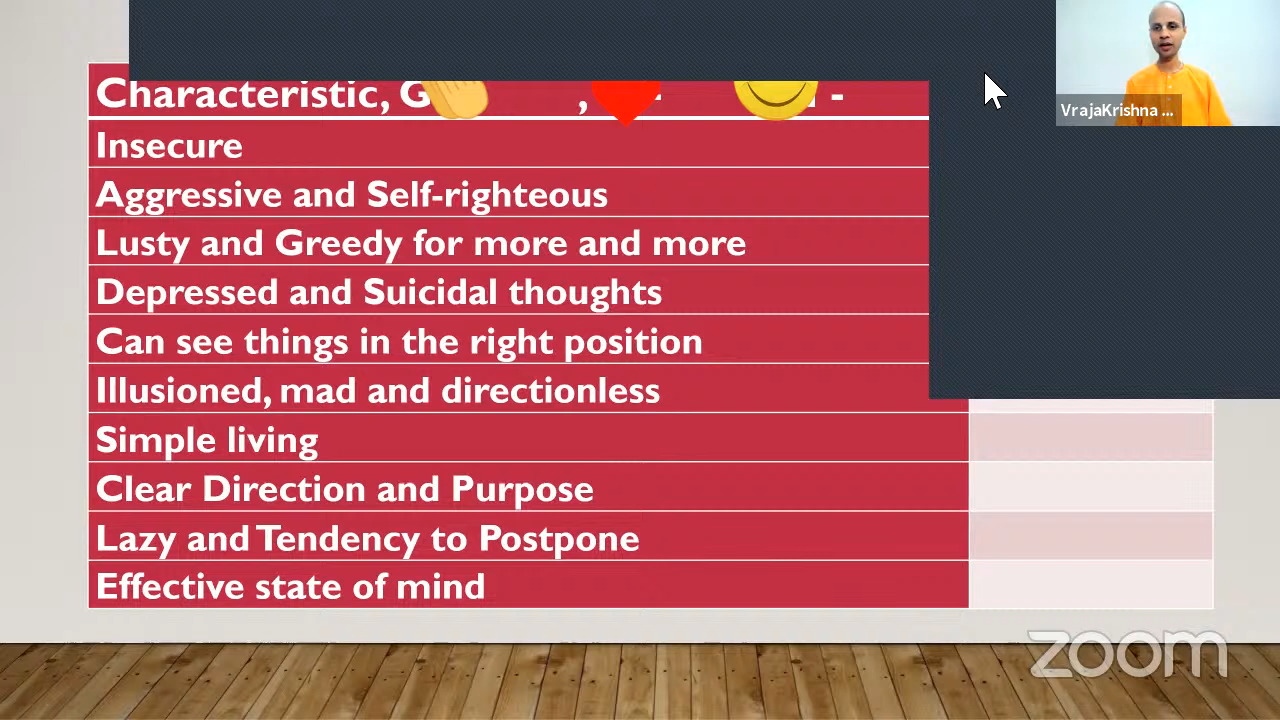 Characteristic, G , - -
VrajaKrishna ...
Insecure
Aggressive and Self-righteous
Lusty and Greedy for more and more
Depressed and Suicidal thoughts
Can see things in the right position
Illusioned, mad and directionless
Simple living
Clear Direction and Purpose
Lazy and Tendency to Postpone
Effective state of mind
zoom